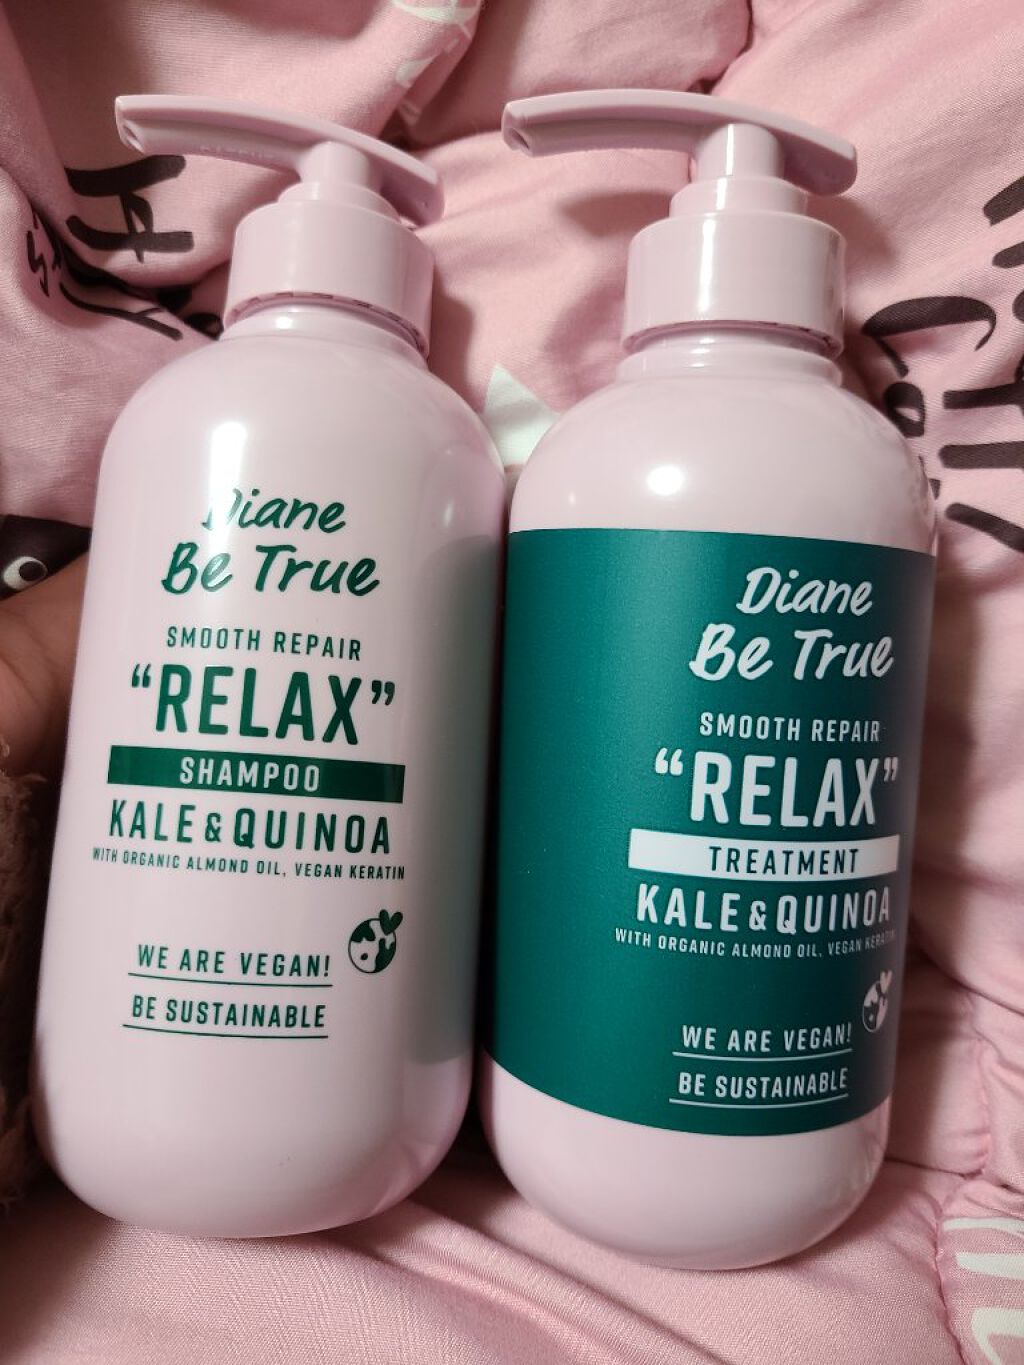 Diane
Be True
SMOOTH REPAIR
“RELAX”
SHAMPOO
KALE & QUINOA
WITH ORGANIC ALMOND OIL, VEGAN KERATIN
WE ARE VEGAN!
BE SUSTAINABLE
Diane
Be True
SMOOTH REPAIR
“RELAX”
TREATMENT
KALE & QUINOA
WITH ORGANIC ALMOND OIL, VEGAN KERATIN
WE ARE VEGAN!
BE SUSTAINABLE